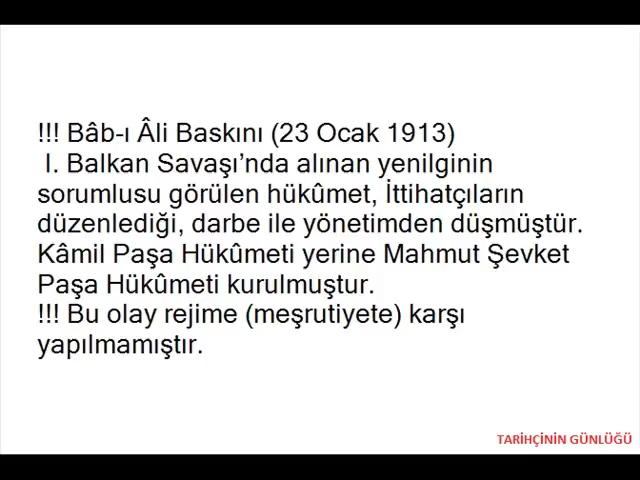 !!! Bâb-ı Âli Baskını (23 Ocak 1913)
I. Balkan Savaşı’nda alınan yenilginin
sorumlusu görülen hükûmet, İttihatçıların
düzenlediği, darbe ile yönetimden düşmüştür.
Kâmil Paşa Hükûmeti yerine Mahmut Şevket
Paşa Hükûmeti kurulmuştur.
!!! Bu olay rejime (meşrutiyete) karşı
yapılmamıştır.
TARİHÇİNİN GÜNLÜĞÜ